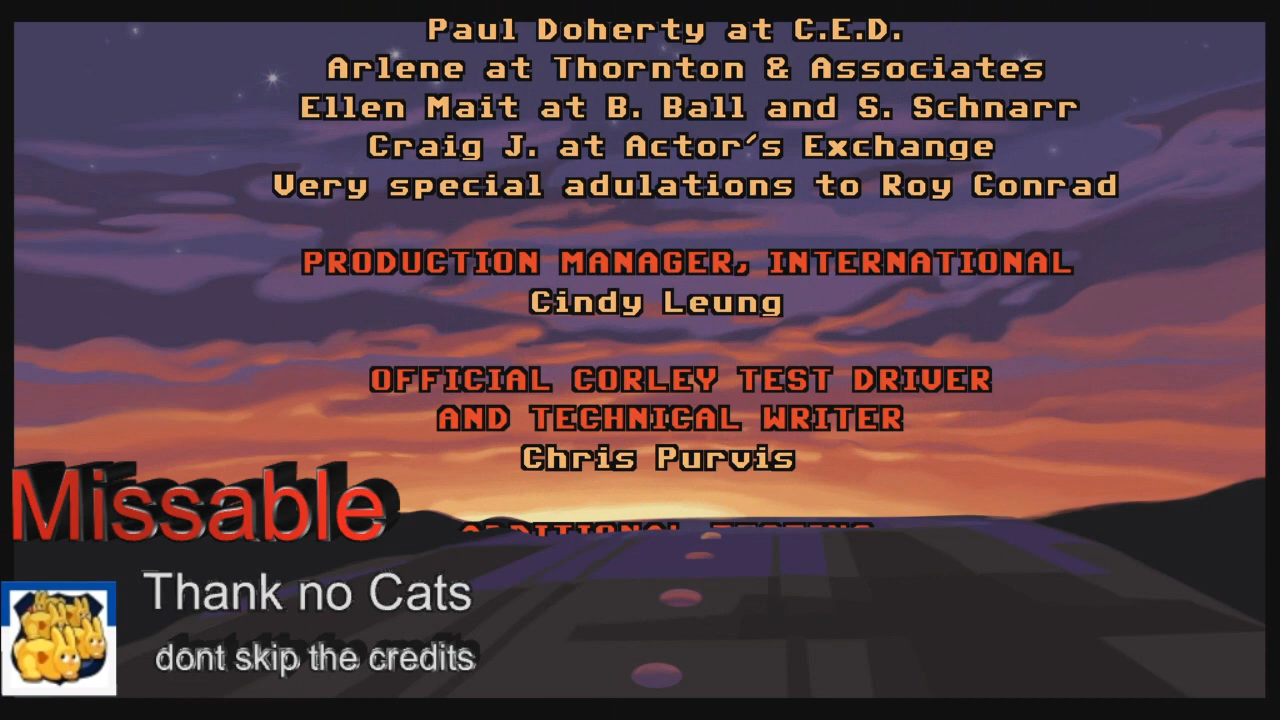 Paul Doherty at C.E.D.
Arlene at Thornton & Associates
Ellen Mait at B. Ball and S. Schnarr
Craig J. at Actor's Exchange
Very special adulations to Roy Conrad
PRODUCTION MANAGER, INTERNATIONAL
Cindy Leung
OFFICIAL CORLEY TEST DRIVER
AND TECHNICAL WRITER
Chris Purvis
ADDITIONAL TESTING
Missable
Thank no Cats
dont skip the credits